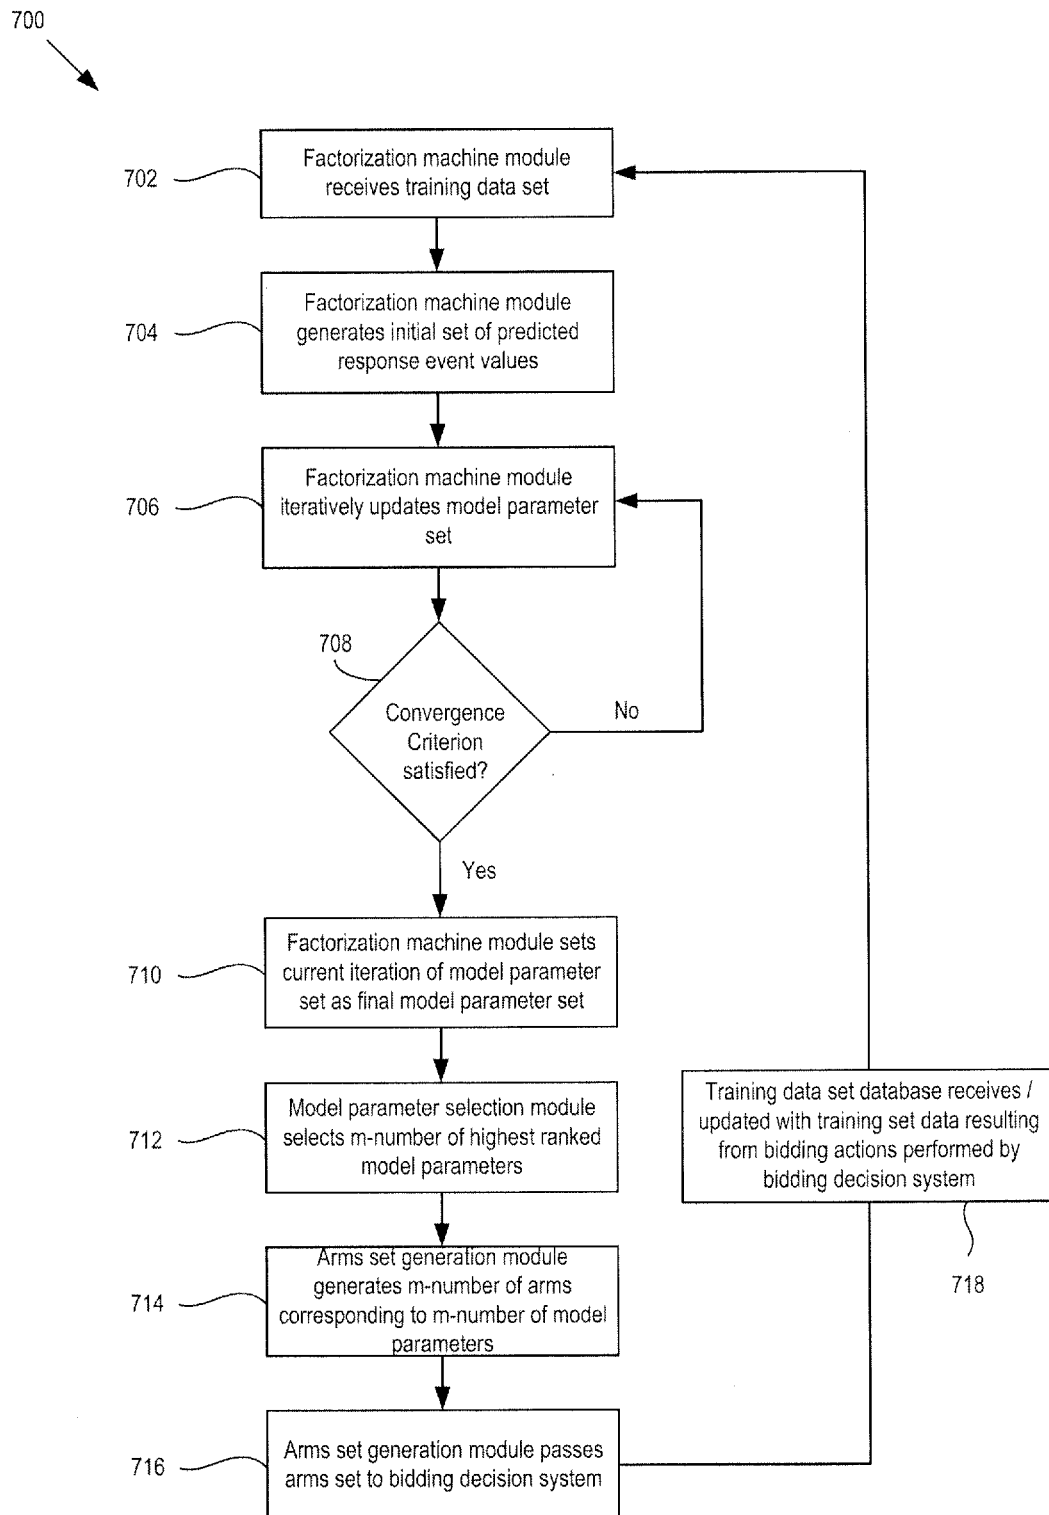 700
702
Factorization machine module
receives training data set
704
Factorization machine module
generates initial set of predicted
response event values
706
Factorization machine module
iteratively updates model parameter
set
708
Convergence
Criterion
satisfied?
No
Yes
710
Factorization machine module sets
current iteration of model parameter
set as final model parameter set
712
Model parameter selection module
selects m-number of highest ranked
model parameters
714
Arms set generation module
generates m-number of arms
corresponding to m-number of model
parameters
716
Arms set generation module passes
arms set to bidding decision system
Training data set database receives /
updated with training set data resulting
from bidding actions performed by
bidding decision system
718